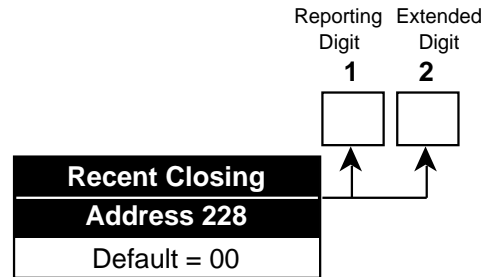 Reporting Extended
Digit Digit
1 2
Recent Closing
Address 228
Default = 00